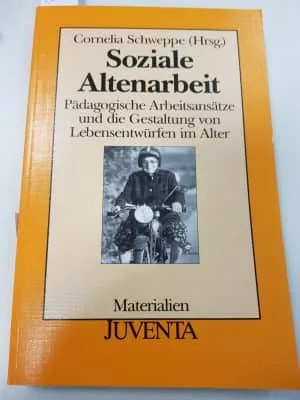 Cornelia Schweppe (Hrsg.)
Soziale
Altenarbeit
Pädagogische Arbeitsansätze
und die Gestaltung von
Lebensentwürfen im Alter
Materialien
JUVENTA